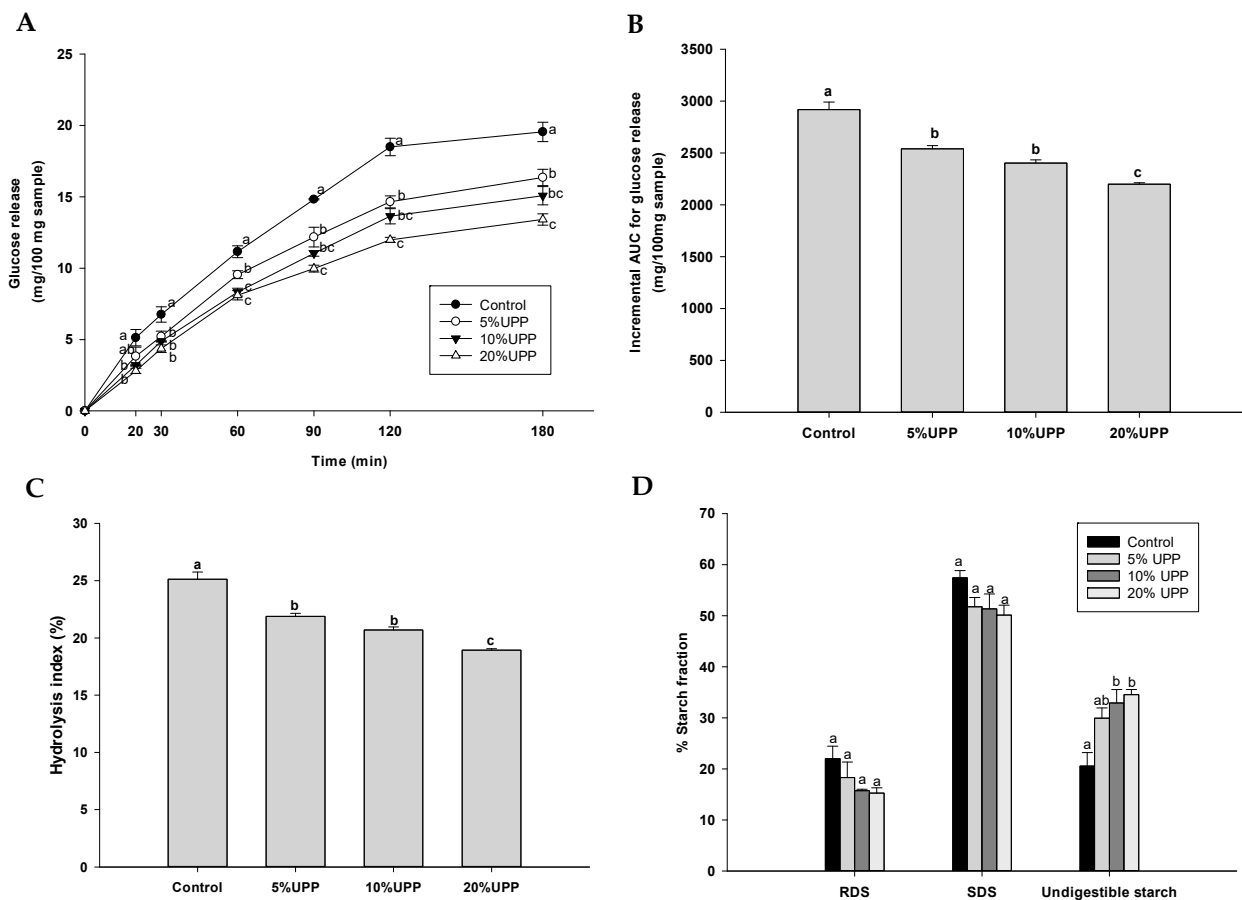 A
Glucose release
(mg/100 mg sample)
25
20
15
10
5
0
a
a
a
a
a
a
ab
b
b
b
b
b
b
b
b
c
bc
bc
bc
b
c
c
c
c
Control
5%UPP
10%UPP
20%UPP
0 20 30 60 90 120 180
Time (min)
B
Incremental AUC for glucose release
(mg/100mg sample)
3500
3000
2500
2000
1500
1000
500
0
a
b
b
c
Control 5%UPP 10%UPP 20%UPP
C
Hydrolysis index (%)
30
25
20
15
10
5
0
a
b
b
c
Control 5%UPP 10%UPP 20%UPP
D
% Starch fraction
70
60
50
40
30
20
10
0
Control
5% UPP
10% UPP
20% UPP
a a a a
a a a a
a ab b b
RDS SDS Undigestible starch